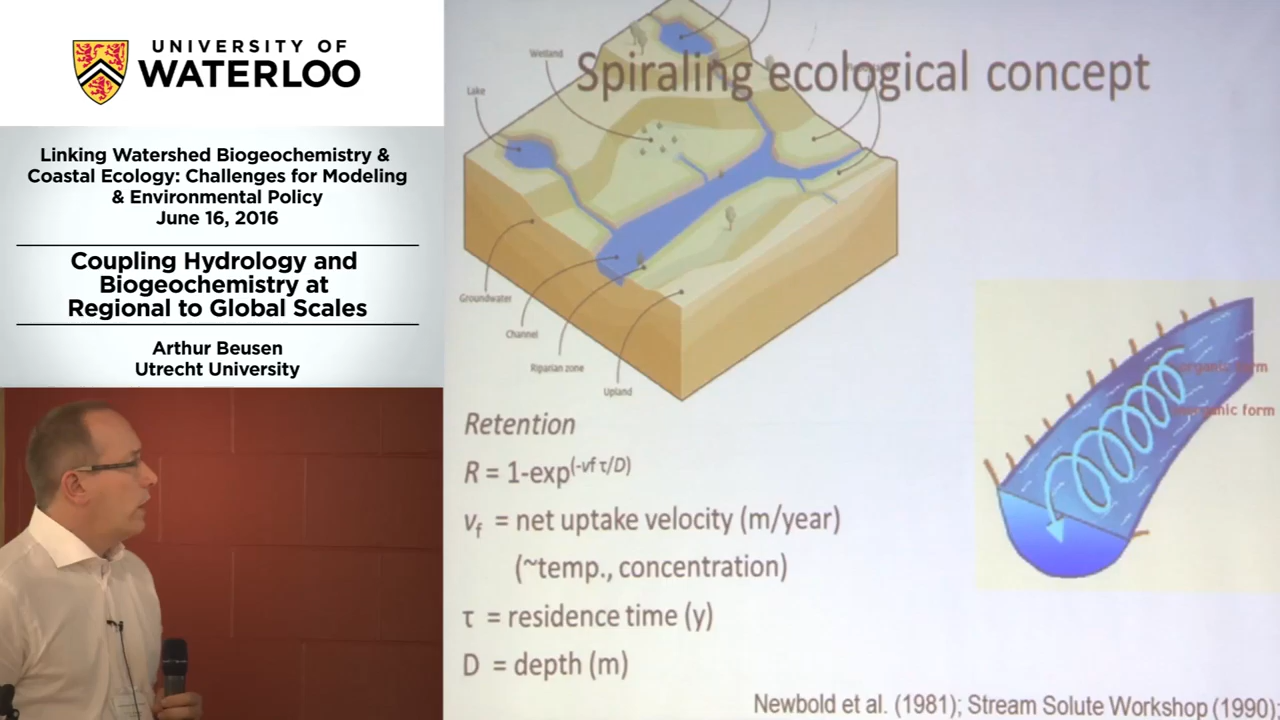 UNIVERSITY OF
WATERLOO
Linking Watershed Biogeochemistry &
Coastal Ecology: Challenges for Modeling
& Environmental Policy
June 16, 2016
Coupling Hydrology and
Biogeochemistry at
Regional to Global Scales
Arthur Beusen
Utrecht University
Spiraling ecological concept
Wetland
Lake
Groundwater
Channel
Riparian zone
Upland
organic form
Retention
R = 1-exp(-vf τ/D)
vf = net uptake velocity (m/year)
(~temp., concentration)
τ = residence time (y)
D = depth (m)
Newbold et al. (1981); Stream Solute Workshop (1990);